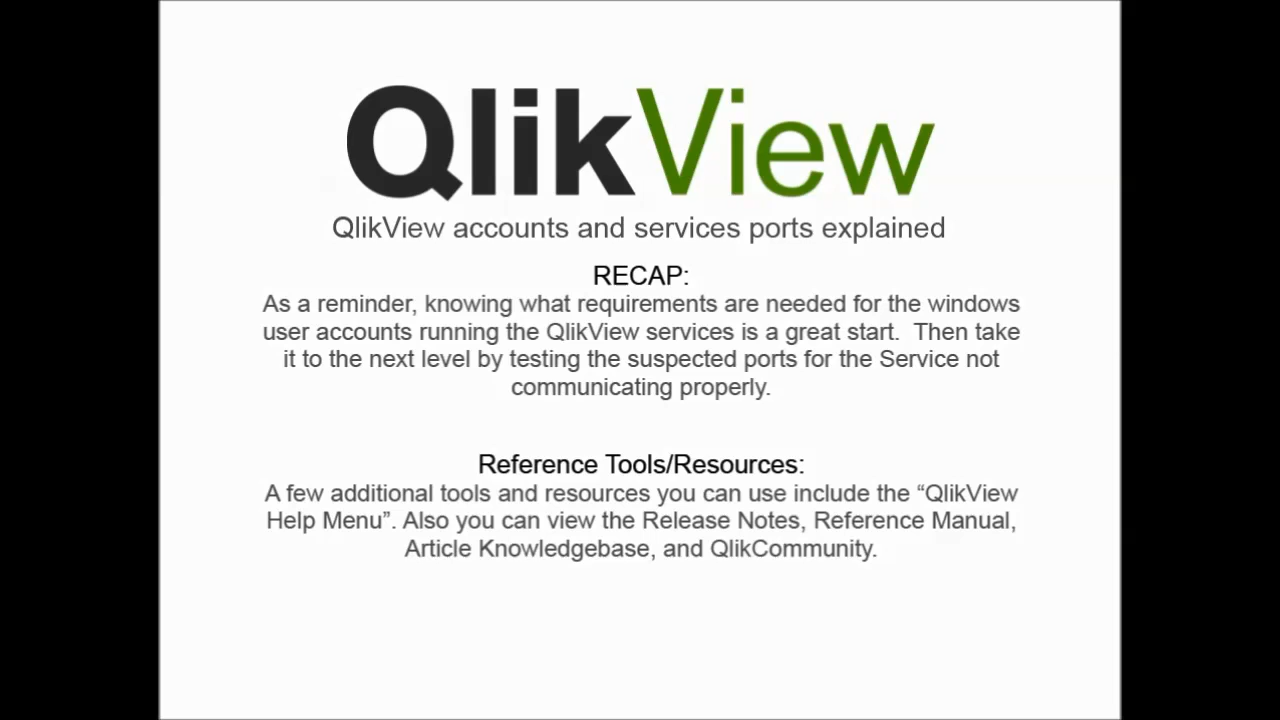 QlikView
QlikView accounts and services ports explained
RECAP:
As a reminder, knowing what requirements are needed for the windows
user accounts running the QlikView services is a great start.  Then take
it to the next level by testing the suspected ports for the Service not
communicating properly.
Reference Tools/Resources:
A few additional tools and resources you can use include the “QlikView
Help Menu”. Also you can view the Release Notes, Reference Manual,
Article Knowledgebase, and QlikCommunity.